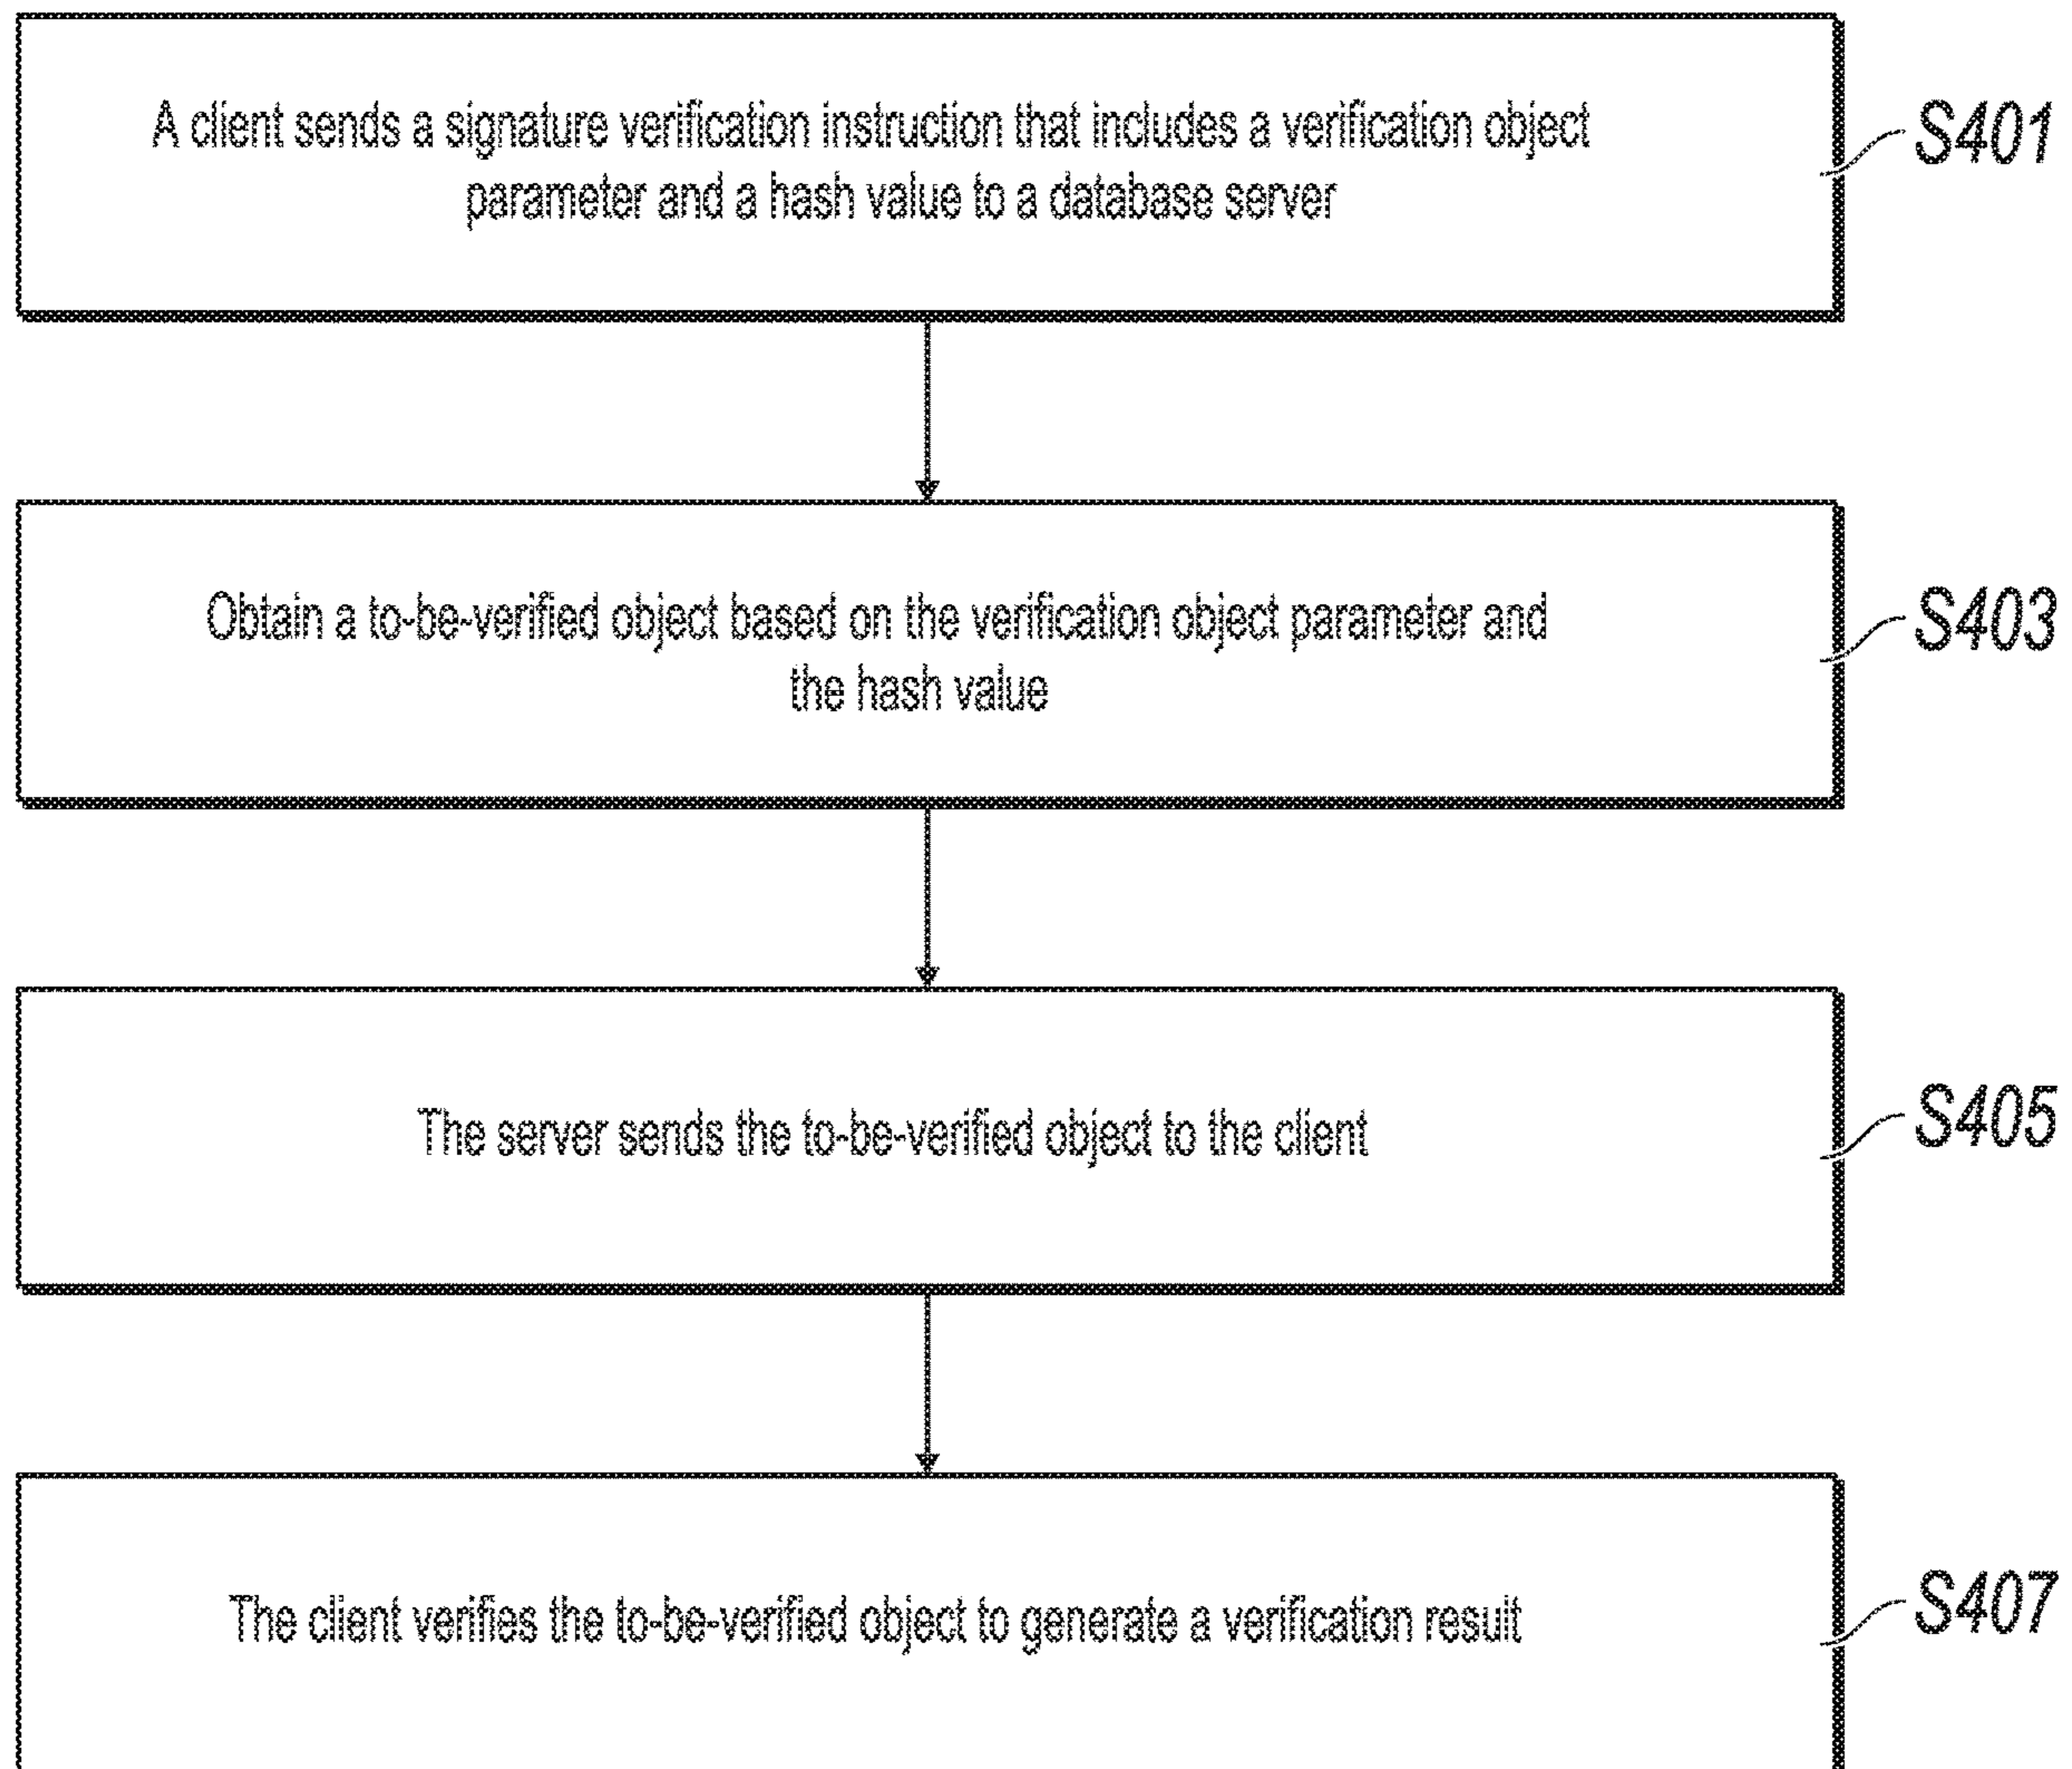 A client sends a signature verification instruction that includes a verification object
parameter and a hash value to a database server
S401
Obtain a to-be-verified object based on the verification object parameter and
the hash value
S403
The server sends the to-be-verified object to the client
S405
The client verifies the to-be-verified object to generate a verification result
S407